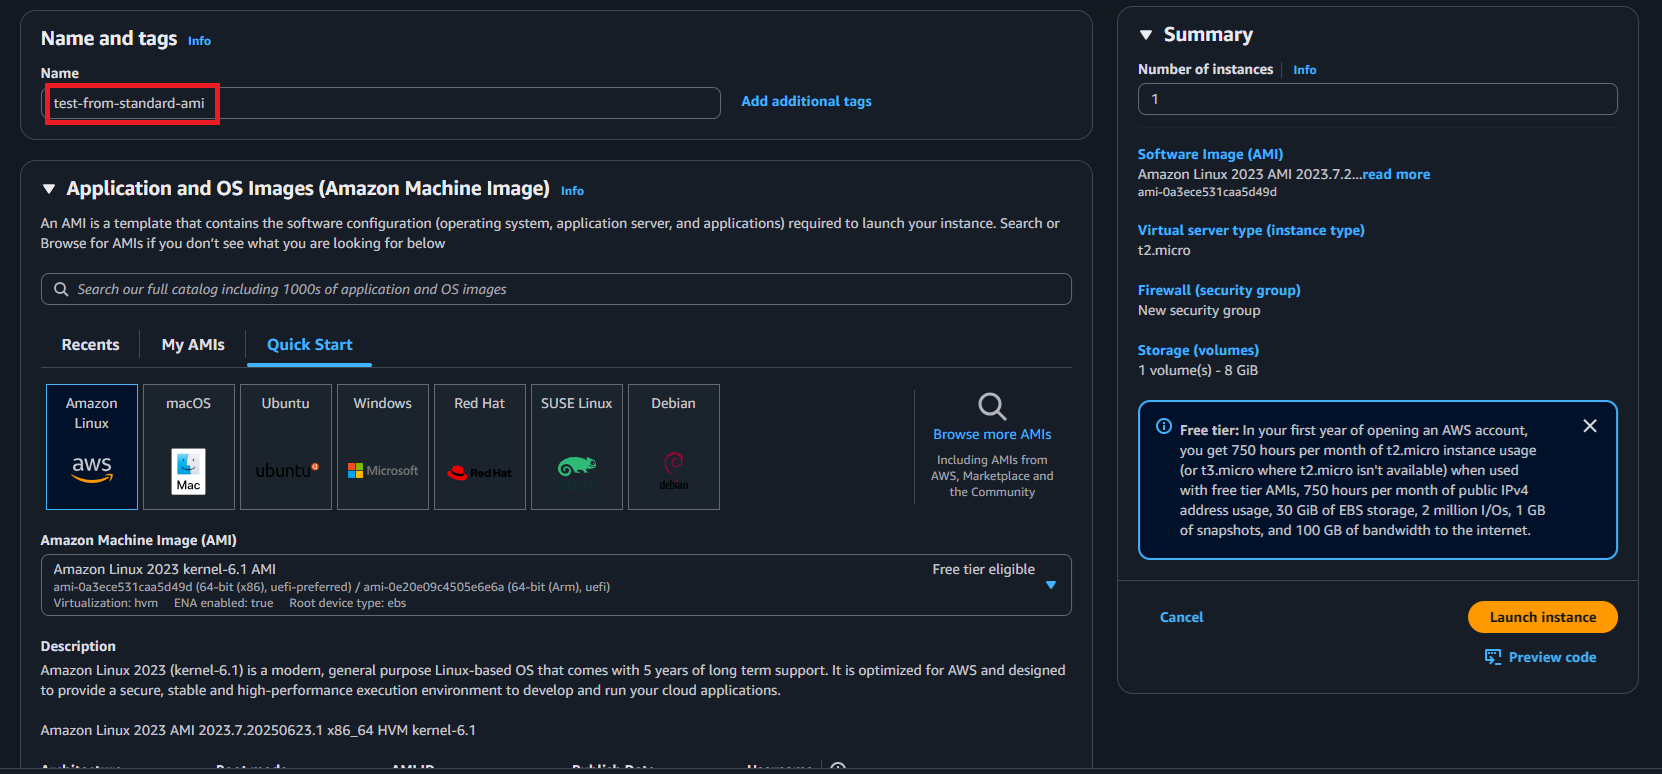 Name and tags Info
Name
test-from-standard-ami
Add additional tags
Application and OS Images (Amazon Machine Image) Info
An AMI is a template that contains the software configuration (operating system, application server, and applications) required to launch your instance. Search or
Browse for AMIs if you don't see what you are looking for below
Search our full catalog including 1000s of application and OS images
Recents My AMIs Quick Start
Amazon
Linux
aws
macOS
Mac
Ubuntu
ubuntu
Windows
Microsoft
Red Hat
Red Hat
SUSE Linux
Debian
debian
Browse more AMIs
Including AMIs from
AWS, Marketplace and
the Community
Amazon Machine Image (AMI)
Amazon Linux 2023 kernel-6.1 AMI
Free tier eligible
ami-0a3ece531caa5d49d (64-bit (x86), uefi-preferred) / ami-0e20e09c4505e6e6a (64-bit (Arm), uefi)
Virtualization: hvm ENA enabled: true Root device type: ebs
Description
Amazon Linux 2023 (kernel-6.1) is a modern, general purpose Linux-based OS that comes with 5 years of long term support. It is optimized for AWS and designed
to provide a secure, stable and high-performance execution environment to develop and run your cloud applications.
Amazon Linux 2023 AMI 2023.7.20250623.1 x86_64 HVM kernel-6.1
Architecture Boot mode AMI ID Publish Date Username
Summary
Number of instances Info
1
Software Image (AMI)
Amazon Linux 2023 AMI 2023.7.2...read more
ami-0a3ece531caa5d49d
Virtual server type (instance type)
t2.micro
Firewall (security group)
New security group
Storage (volumes)
1 volume(s) - 8 GiB
Free tier: In your first year of opening an AWS account,
you get 750 hours per month of t2.micro instance usage
(or t3.micro where t2.micro isn't available) when used
with free tier AMIs, 750 hours per month of public IPv4
address usage, 30 GiB of EBS storage, 2 million I/Os, 1 GB
of snapshots, and 100 GB of bandwidth to the internet.
Cancel
Launch instance
Preview code